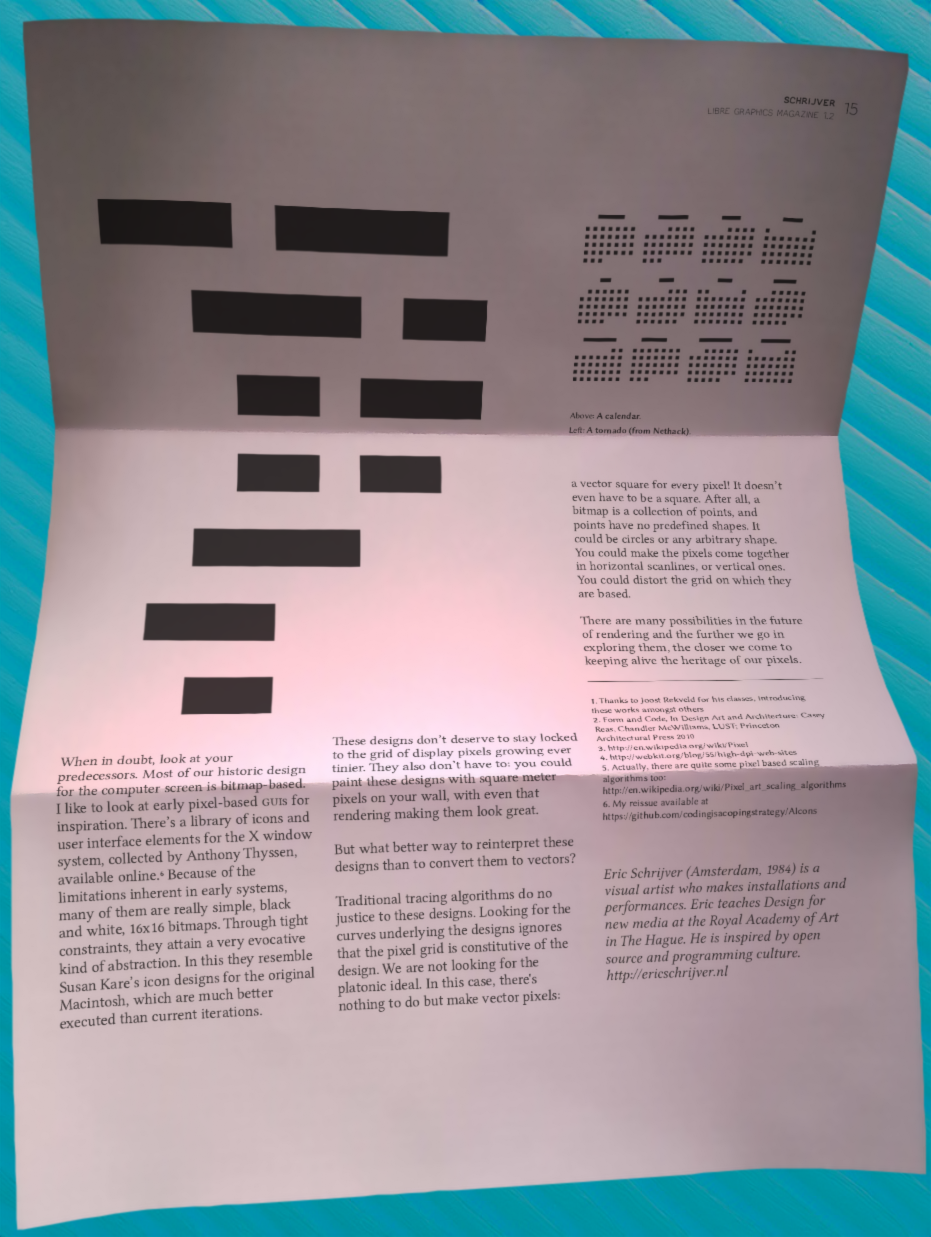 SCHRIJVER 15
LIBRE GRAPHICS MAGAZINE 1.2
Above: A calendar.
Left: A tornado (from Nethack)
When in doubt, look at your
predecessors. Most of our historic design
for the computer screen is bitmap-based.
I like to look at early pixel-based GUIs for
inspiration. There's a library of icons and
user interface elements for the X window
system, collected by Anthony Thyssen,
available online.⁶ Because of the
limitations inherent in early systems,
many of them are really simple, black
and white, 16x16 bitmaps. Through tight
constraints, they attain a very evocative
kind of abstraction. In this they resemble
Susan Kare's icon designs for the original
Macintosh, which are much better
executed than current iterations.
These designs don't deserve to stay locked
to the grid of display pixels growing ever
tinier. They also don't have to: you could
paint these designs with square meter
pixels on your wall, with even that
rendering making them look great.
But what better way to reinterpret these
designs than to convert them to vectors?
Traditional tracing algorithms do no
justice to these designs. Looking for the
curves underlying the designs ignores
that the pixel grid is constitutive of the
design. We are not looking for the
platonic ideal. In this case, there's
nothing to do but make vector pixels:
a vector square for every pixel! It doesn't
even have to be a square. After all, a
bitmap is a collection of points, and
points have no predefined shapes. It
could be circles or any arbitrary shape.
You could make the pixels come together
in horizontal scanlines, or vertical ones.
You could distort the grid on which they
are based.
There are many possibilities in the future
of rendering and the further we go in
exploring them, the closer we come to
keeping alive the heritage of our pixels.
1. Thanks to Joost Rekveld for his classes, introducing
these works amongst others
2. Form and Code, In Design Art and Architecture: Casey
Reas, Chandler McWilliams, LUST; Princeton
Architectural Press 2010
3. http://en.wikipedia.org/wiki/Pixel
4. http://webkit.org/blog/55/high-dpi-web-sites
5. Actually, there are quite some pixel based scaling
algorithms too:
http://en.wikipedia.org/wiki/Pixel_art_scaling_algorithms
6. My reissue available at
https://github.com/codingisacopingstrategy/AIcons
Eric Schrijver (Amsterdam, 1984) is a
visual artist who makes installations and
performances. Eric teaches Design for
new media at the Royal Academy of Art
in The Hague. He is inspired by open
source and programming culture.
http://ericschrijver.nl